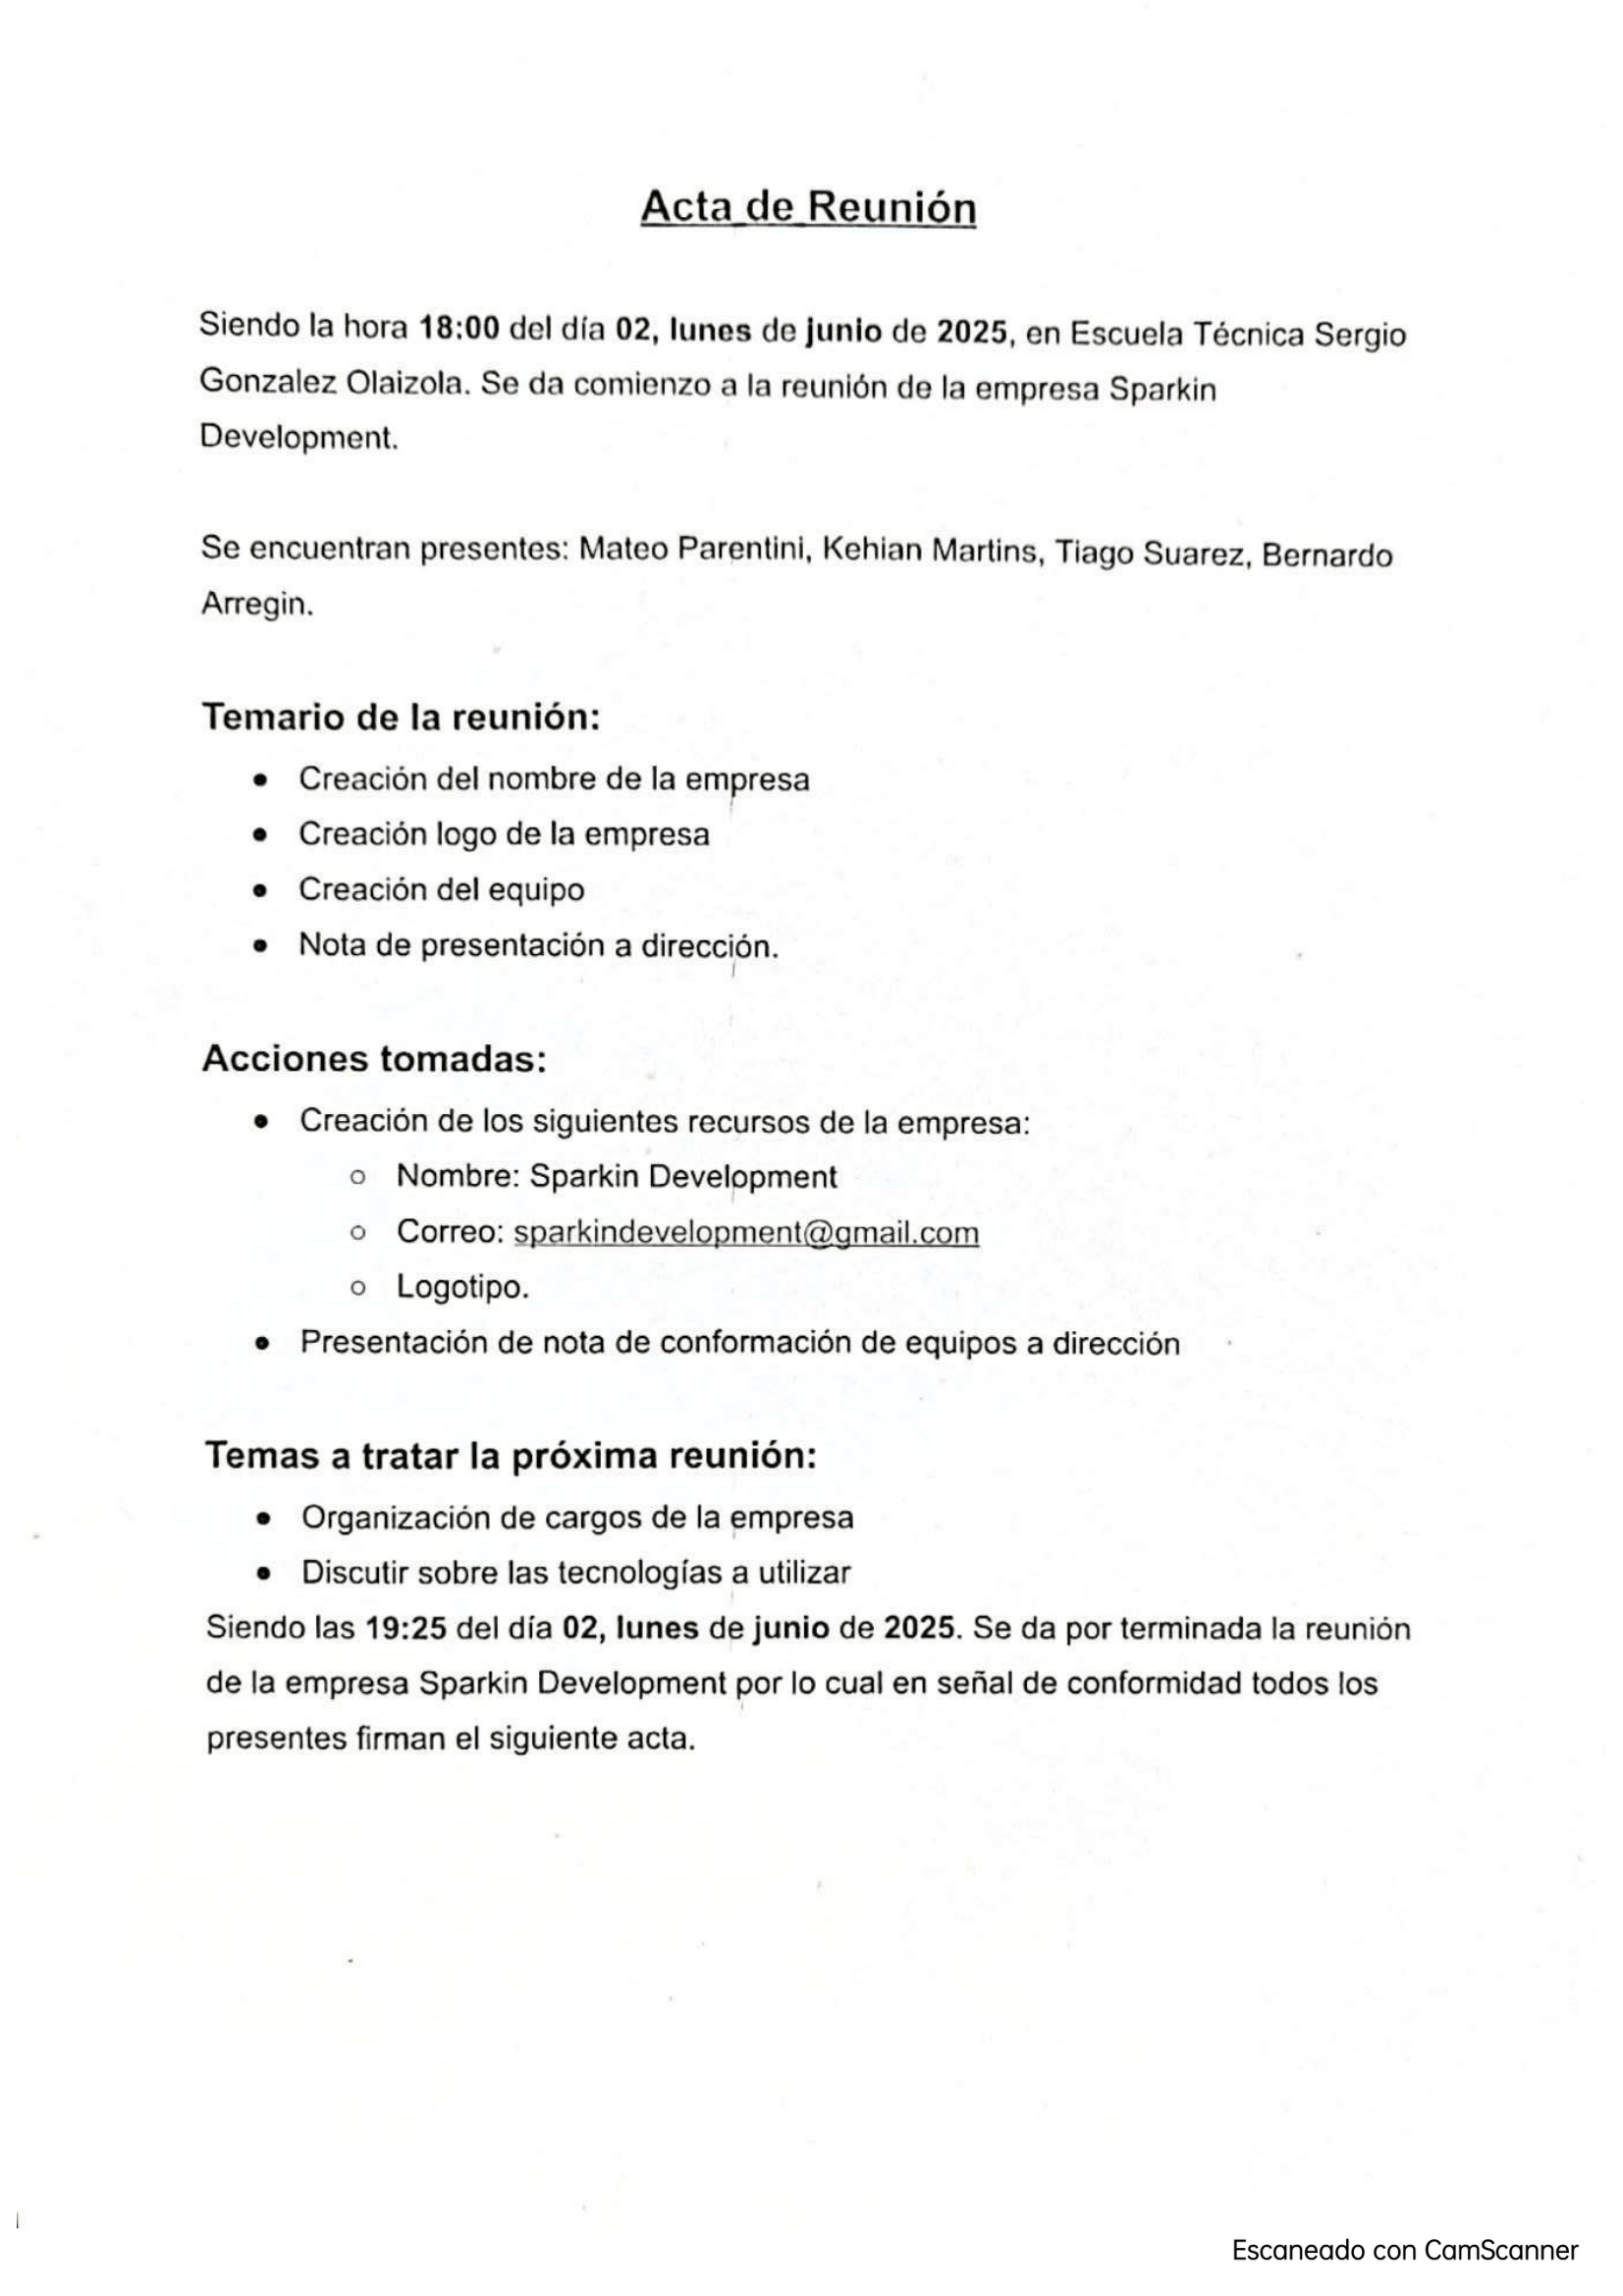 Acta de Reunión
Siendo la hora 18:00 del día 02, lunes de junio de 2025, en Escuela Técnica Sergio
Gonzalez Olaizola. Se da comienzo a la reunión de la empresa Sparkin
Development.
Se encuentran presentes: Mateo Parentini, Kehian Martins, Tiago Suarez, Bernardo
Arregin.
Temario de la reunión:
● Creación del nombre de la empresa
● Creación logo de la empresa
● Creación del equipo
● Nota de presentación a dirección.
Acciones tomadas:
● Creación de los siguientes recursos de la empresa:
○ Nombre: Sparkin Development
○ Correo: sparkindevelopment@gmail.com
○ Logotipo.
● Presentación de nota de conformación de equipos a dirección
Temas a tratar la próxima reunión:
● Organización de cargos de la empresa
● Discutir sobre las tecnologías a utilizar
Siendo las 19:25 del día 02, lunes de junio de 2025. Se da por terminada la reunión
de la empresa Sparkin Development por lo cual en señal de conformidad todos los
presentes firman el siguiente acta.
Escaneado con CamScanner